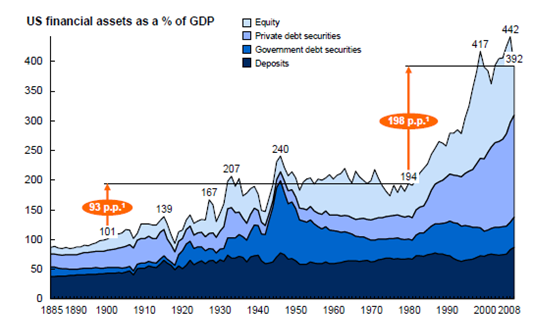 US financial assets as a % of GDP
Equity
Private debt securities
Government debt securities
Deposits
442
417
400
392
350
300
198 p.p.¹
250
240
207
194
200
167
93 p.p.¹
139
150
101
100
50
0
1885 1890 1900 1910 1920 1930 1940 1950 1960 1970 1980 1990 2000 2008